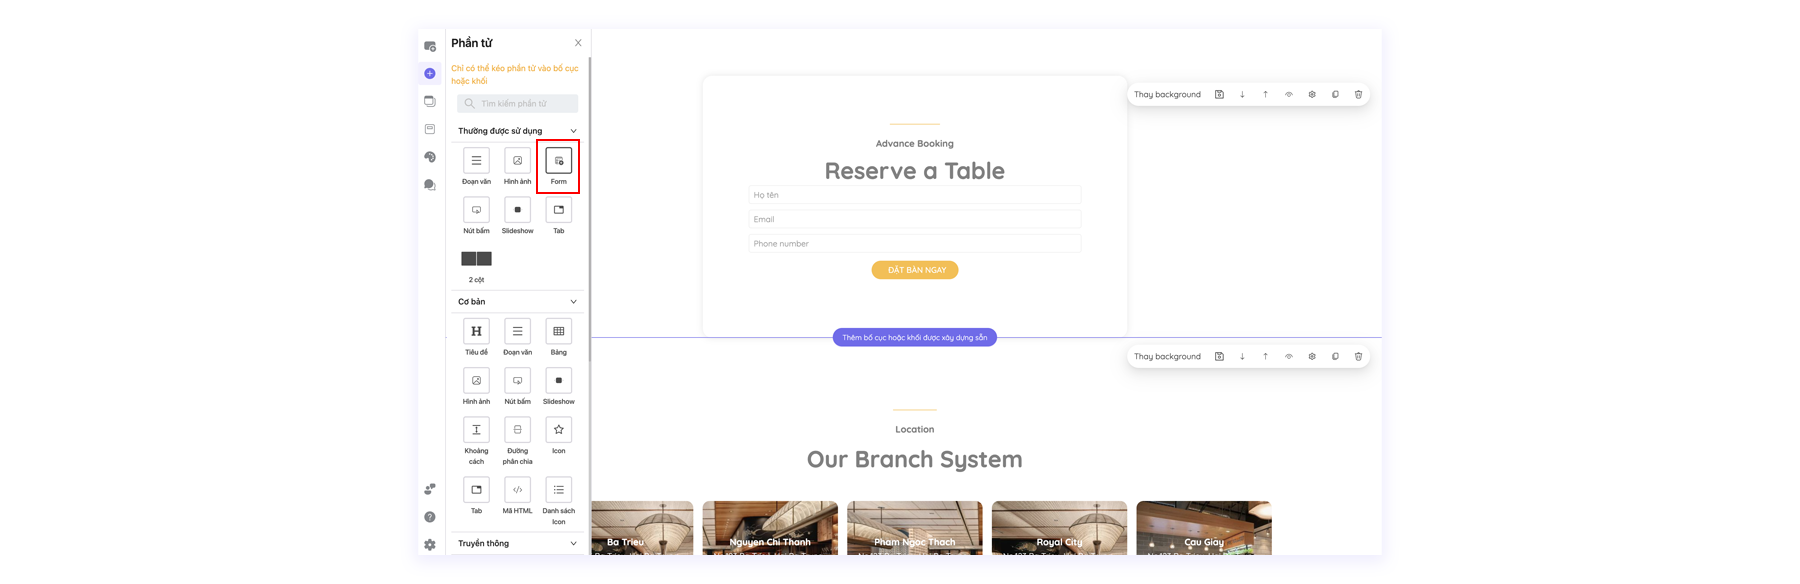 Phần tử
Chỉ có thể kéo phần tử vào bố cục
hoặc khối
Tìm kiếm phần tử
Thường được sử dụng
Đoạn văn
Hình ảnh
Form
Nút bấm
Slideshow
Tab
2 cột
Cơ bản
H
Tiêu đề
Đoạn văn
Bảng
Hình ảnh
Nút bấm
Slideshow
Khoảng
cách
Đường
phân chia
Icon
Tab
Mã HTML
Danh sách
Icon
Truyền thông
Thay background
Advance Booking
Reserve a Table
Họ tên
Email
Phone number
ĐẶT BÀN NGAY
Thêm bố cục hoặc khối được xây dựng sẵn
Thay background
Location
Our Branch System
Ba Trieu
Nguyen Chi Thanh
Pham Ngoc Thach
Royal City
Cau Giay